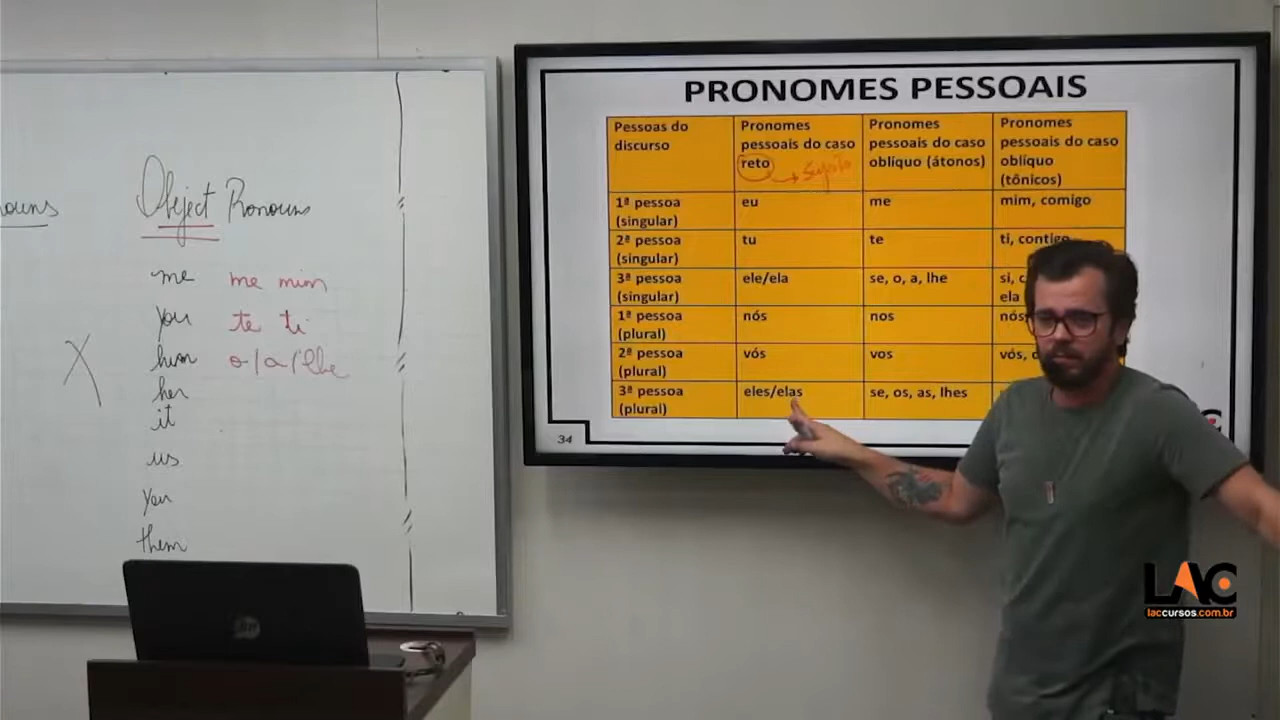 Object Pronouns
me me mim
you te ti
him o/a/lhe
her
it
us
you
them
PRONOMES PESSOAIS
Pessoas do discurso
Pronomes pessoais do caso reto → Sujeito
Pronomes pessoais do caso oblíquo (átonos)
Pronomes pessoais do caso oblíquo (tônicos)
1ª pessoa (singular) eu me mim, comigo
2ª pessoa (singular) tu te ti, contigo
3ª pessoa (singular) ele/ela se, o, a, lhe si, ela
1ª pessoa (plural) nós nos nós
2ª pessoa (plural) vós vos vós,
3ª pessoa (plural) eles/elas se, os, as, lhes
34
hp
LAC
laccursos.com.br